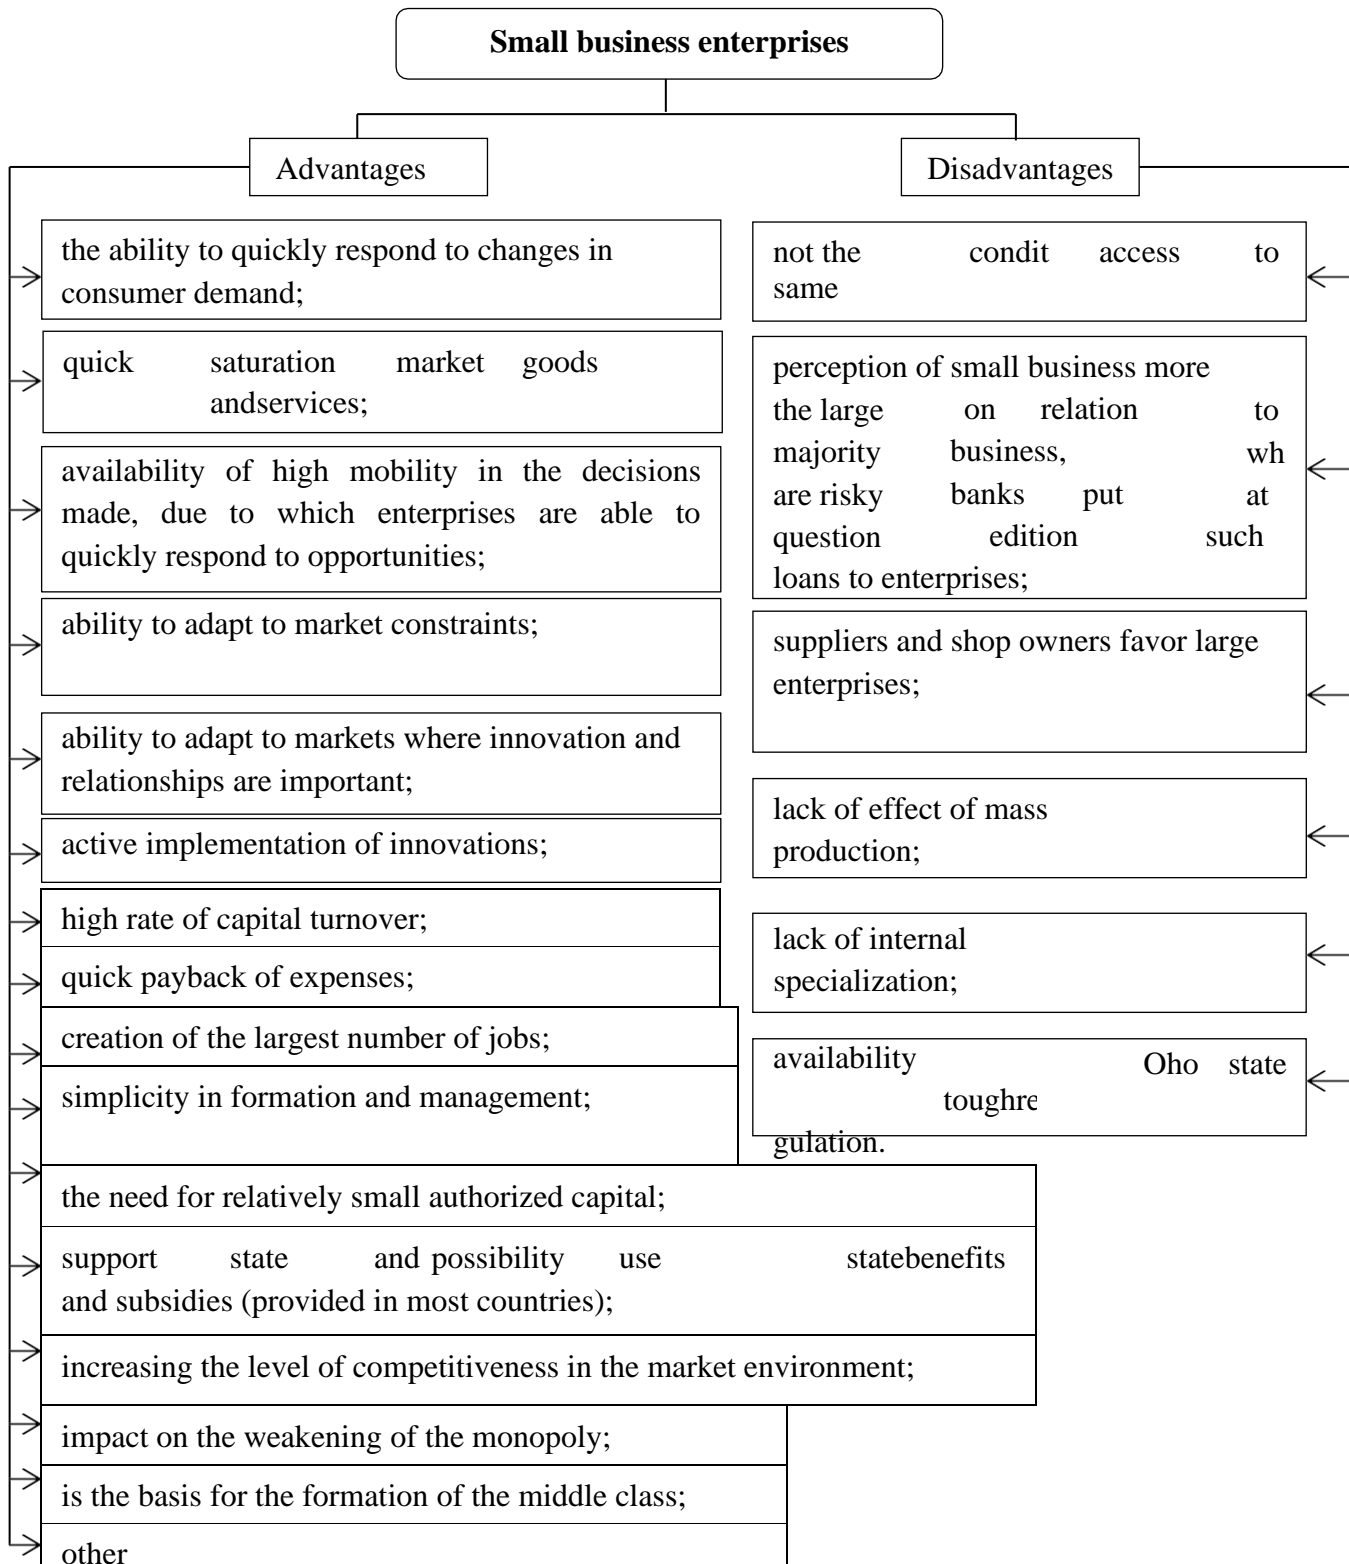 Small business enterprises
Advantages
the ability to quickly respond to changes in
consumer demand;
quick saturation market goods
andservices;
availability of high mobility in the decisions
made, due to which enterprises are able to
quickly respond to opportunities;
ability to adapt to market constraints;
ability to adapt to markets where innovation and
relationships are important;
active implementation of innovations;
high rate of capital turnover;
quick payback of expenses;
creation of the largest number of jobs;
simplicity in formation and management;
the need for relatively small authorized capital;
support state and possibility use statebenefits
and subsidies (provided in most countries);
increasing the level of competitiveness in the market environment;
impact on the weakening of the monopoly;
is the basis for the formation of the middle class;
other
Disadvantages
not the condit access to
same
perception of small business more
the large on relation to
majority business, wh
are risky banks put at
question edition such
loans to enterprises;
suppliers and shop owners favor large
enterprises;
lack of effect of mass
production;
lack of internal
specialization;
availability Oho state
toughre
gulation.